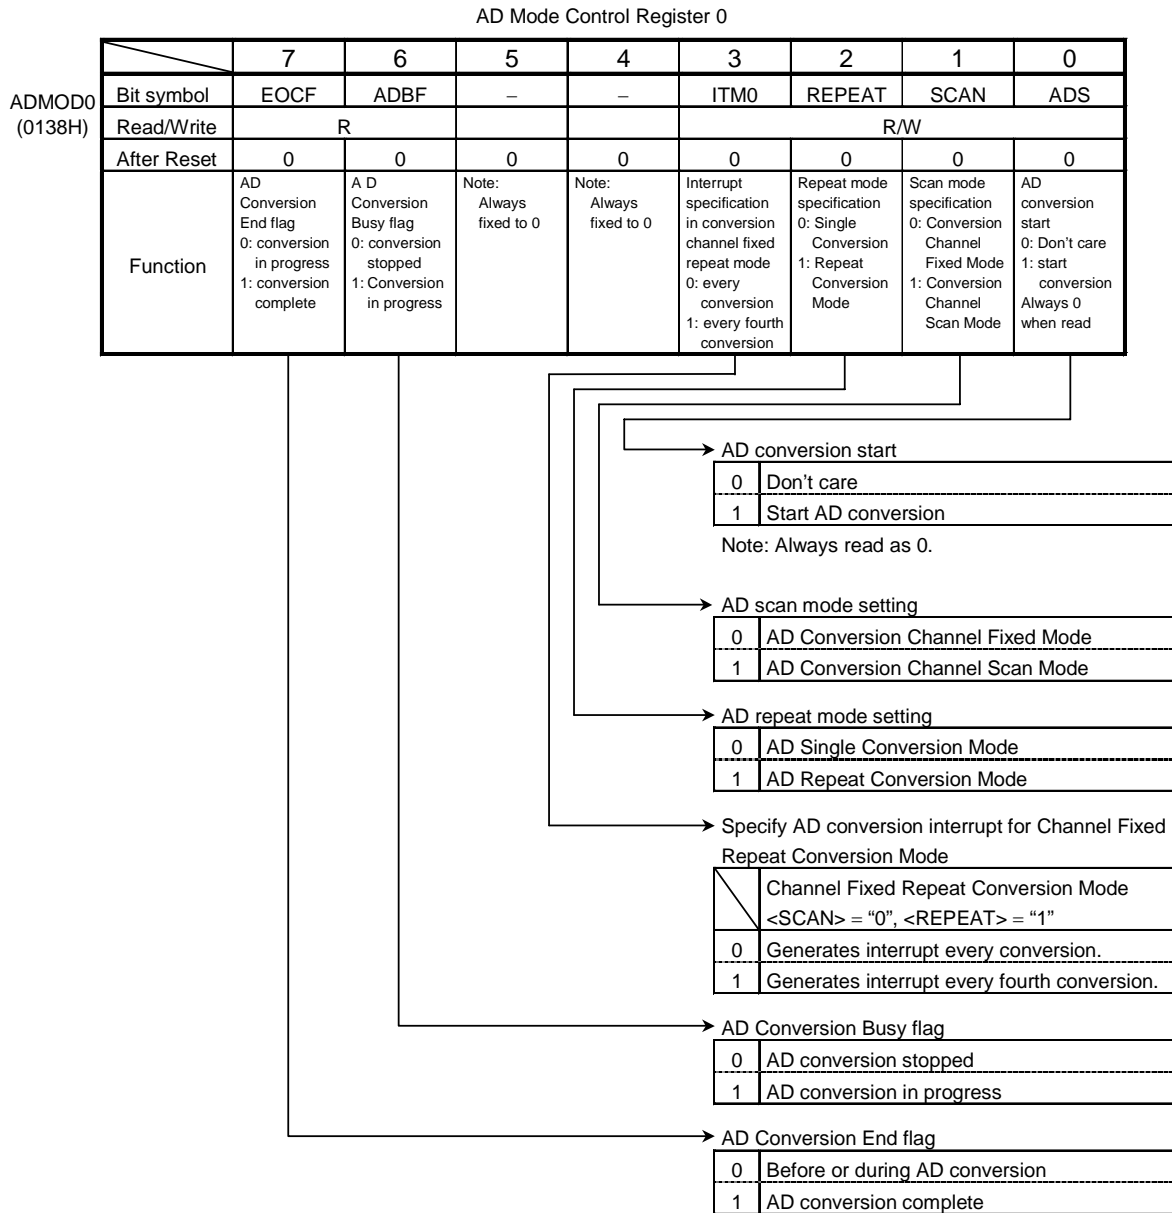 AD Mode Control Register 0
7 6 5 4 3 2 1 0
ADMOD0
(0138H)
Bit symbol EOCF ADBF – – ITM0 REPEAT SCAN ADS
Read/Write R R/W
After Reset 0 0 0 0 0 0 0 0
Function
AD
Conversion
End flag
0: conversion
in progress
1: conversion
complete
A D
Conversion
Busy flag
0: conversion
stopped
1: Conversion
in progress
Note:
Always
fixed to 0
Note:
Always
fixed to 0
Interrupt
specification
in conversion
channel fixed
repeat mode
0: every
conversion
1: every fourth
conversion
Repeat mode
specification
0: Single
Conversion
1: Repeat
Conversion
Mode
Scan mode
specification
0: Conversion
Channel
Fixed Mode
1: Conversion
Channel
Scan Mode
AD
conversion
start
0: Don't care
1: start
conversion
Always 0
when read
AD conversion start
0 Don't care
1 Start AD conversion
Note: Always read as 0.
AD scan mode setting
0 AD Conversion Channel Fixed Mode
1 AD Conversion Channel Scan Mode
AD repeat mode setting
0 AD Single Conversion Mode
1 AD Repeat Conversion Mode
Specify AD conversion interrupt for Channel Fixed
Repeat Conversion Mode
Channel Fixed Repeat Conversion Mode
<SCAN> = “0”, <REPEAT> = “1”
0 Generates interrupt every conversion.
1 Generates interrupt every fourth conversion.
AD Conversion Busy flag
0 AD conversion stopped
1 AD conversion in progress
AD Conversion End flag
0 Before or during AD conversion
1 AD conversion complete